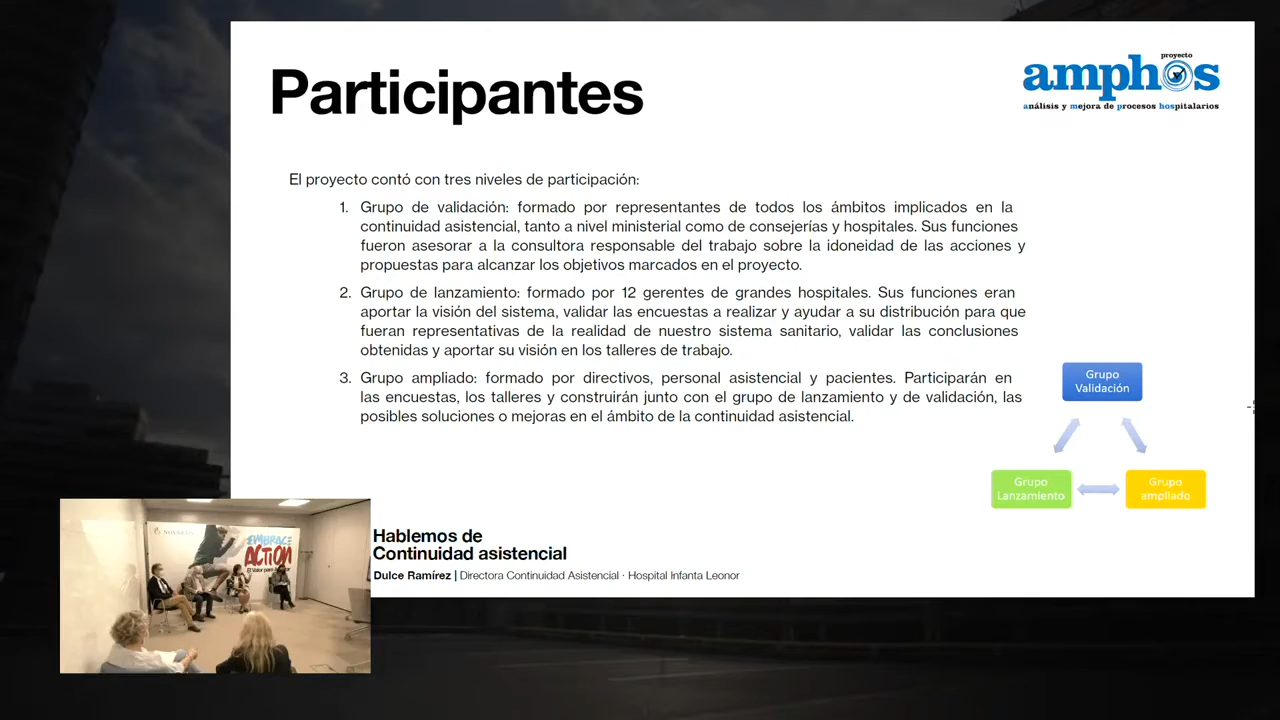 Participantes
proyecto
amphos
análisis y mejora de procesos hospitalarios
El proyecto contó con tres niveles de participación:
1. Grupo de validación: formado por representantes de todos los ámbitos implicados en la
continuidad asistencial, tanto a nivel ministerial como de consejerías y hospitales. Sus funciones
fueron asesorar a la consultora responsable del trabajo sobre la idoneidad de las acciones y
propuestas para alcanzar los objetivos marcados en el proyecto.
2. Grupo de lanzamiento: formado por 12 gerentes de grandes hospitales. Sus funciones eran
aportar la visión del sistema, validar las encuestas a realizar y ayudar a su distribución para que
fueran representativas de la realidad de nuestro sistema sanitario, validar las conclusiones
obtenidas y aportar su visión en los talleres de trabajo.
3. Grupo ampliado: formado por directivos, personal asistencial y pacientes. Participarán en
las encuestas, los talleres y construirán junto con el grupo de lanzamiento y de validación, las
posibles soluciones o mejoras en el ámbito de la continuidad asistencial.
Grupo
Validación
Grupo
Lanzamiento
Grupo
ampliado
EMBRACE
ACTION
El Valor
Hablemos de
Continuidad asistencial
Dulce Ramírez | Directora Continuidad Asistencial · Hospital Infanta Leonor